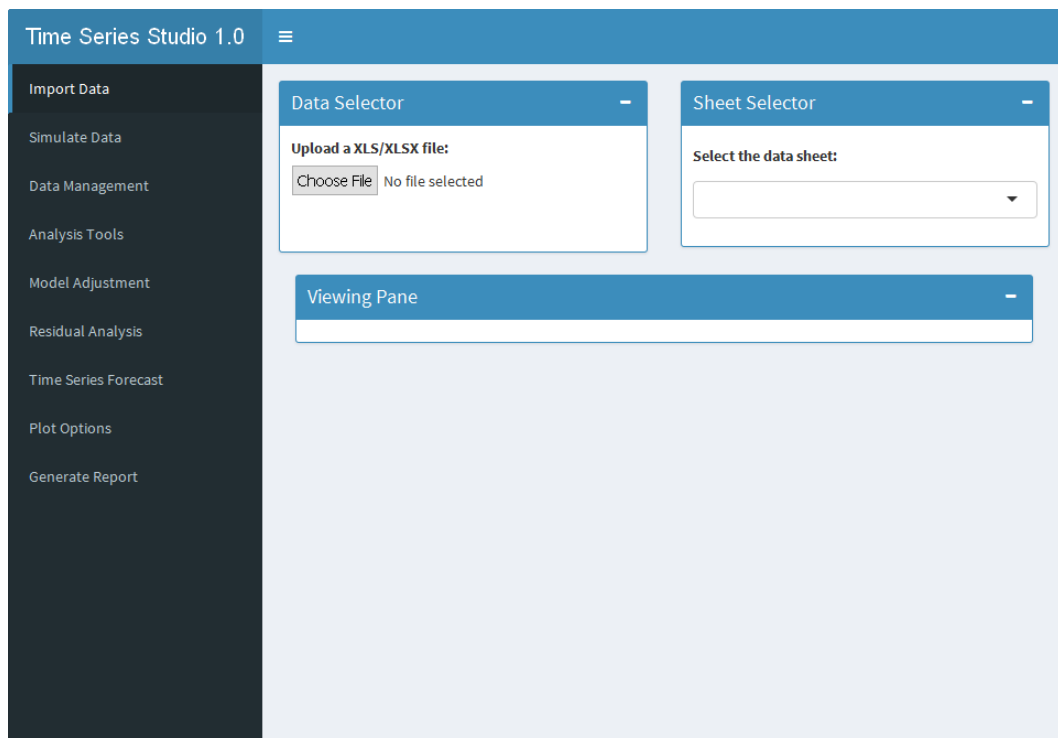 Time Series Studio 1.0
Import Data
Simulate Data
Data Management
Analysis Tools
Model Adjustment
Residual Analysis
Time Series Forecast
Plot Options
Generate Report
Data Selector
Upload a XLS/XLSX file:
Choose File No file selected
Sheet Selector
Select the data sheet:
Viewing Pane